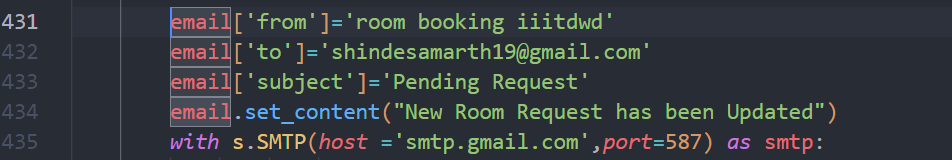 431 email['from']='room booking iiitdwd'
432 email['to']='shindesamarth19@gmail.com'
433 email['subject']='Pending Request'
434 email.set_content("New Room Request has been Updated")
435 with s.SMTP(host ='smtp.gmail.com',port=587) as smtp: